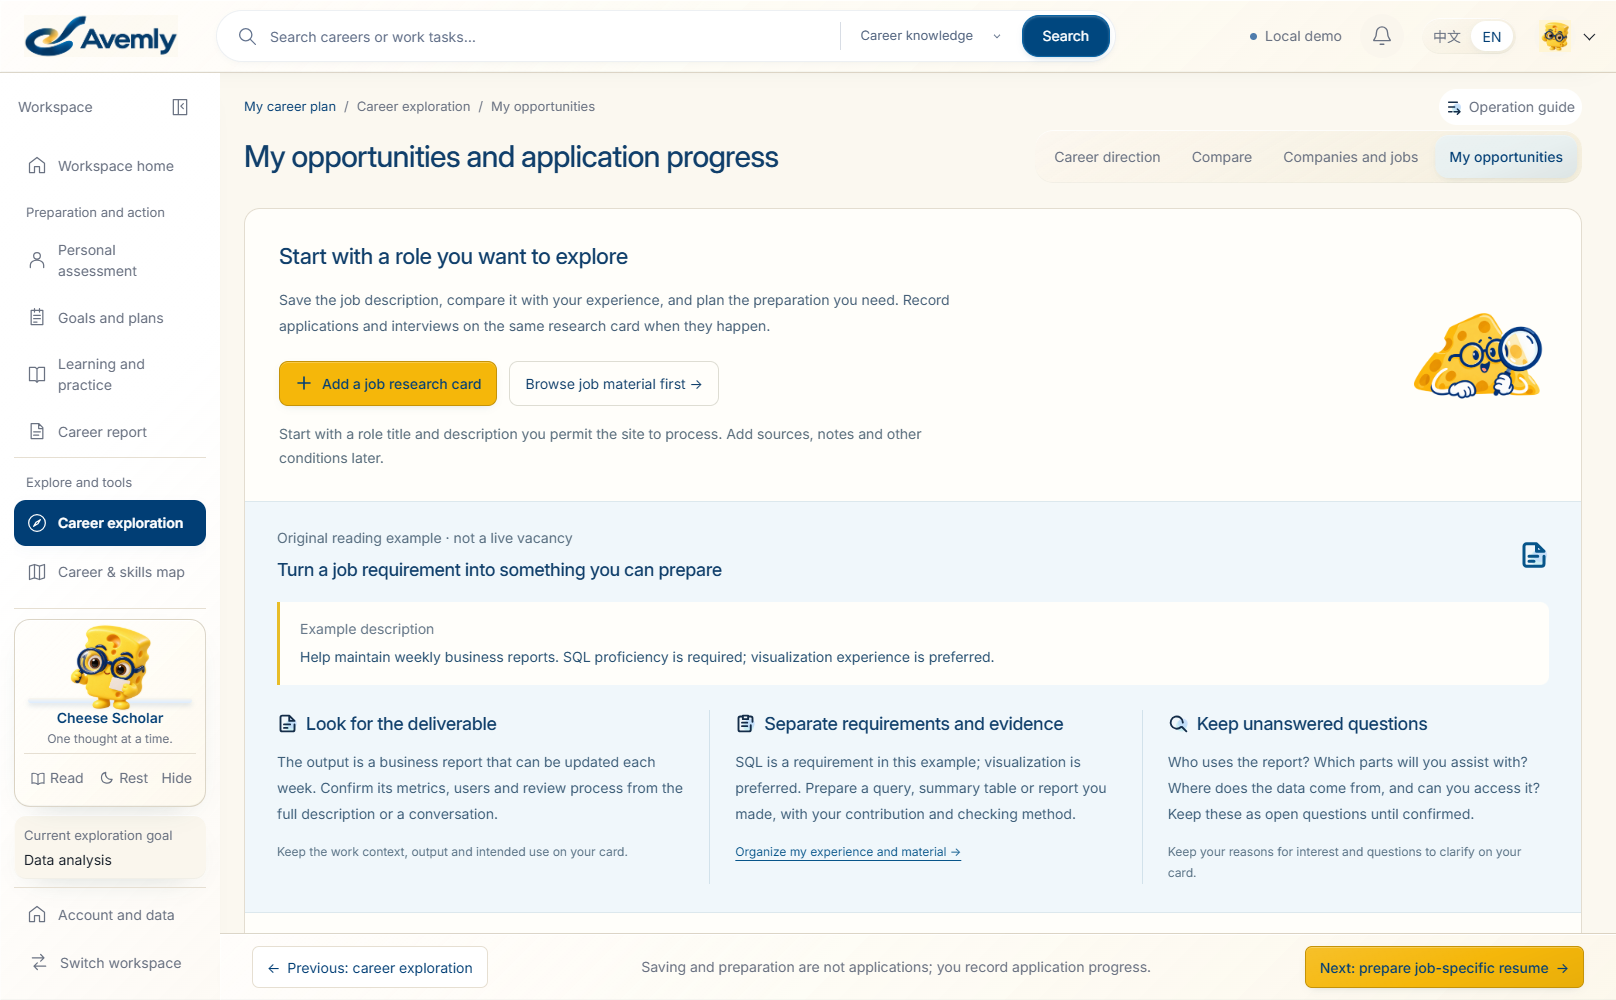 Avemly
Search careers or work tasks...
Career knowledge
Search
Local demo
中文
EN
Workspace
Workspace home
Preparation and action
Personal
assessment
Goals and plans
Learning and
practice
Career report
Explore and tools
Career exploration
Career & skills map
Cheese Scholar
One thought at a time.
Read
Rest
Hide
Current exploration goal
Data analysis
Account and data
Switch workspace
My career plan / Career exploration / My opportunities
Operation guide
My opportunities and application progress
Career direction
Compare
Companies and jobs
My opportunities
Start with a role you want to explore
Save the job description, compare it with your experience, and plan the preparation you need. Record
applications and interviews on the same research card when they happen.
+ Add a job research card
Browse job material first →
Start with a role title and description you permit the site to process. Add sources, notes and other
conditions later.
Original reading example · not a live vacancy
Turn a job requirement into something you can prepare
Example description
Help maintain weekly business reports. SQL proficiency is required; visualization experience is preferred.
Look for the deliverable
The output is a business report that can be updated each
week. Confirm its metrics, users and review process from the
full description or a conversation.
Keep the work context, output and intended use on your card.
Separate requirements and evidence
SQL is a requirement in this example; visualization is
preferred. Prepare a query, summary table or report you
made, with your contribution and checking method.
Organize my experience and material →
Keep unanswered questions
Who uses the report? Which parts will you assist with?
Where does the data come from, and can you access it?
Keep these as open questions until confirmed.
Keep your reasons for interest and questions to clarify on your
card.
← Previous: career exploration
Saving and preparation are not applications; you record application progress.
Next: prepare job-specific resume →